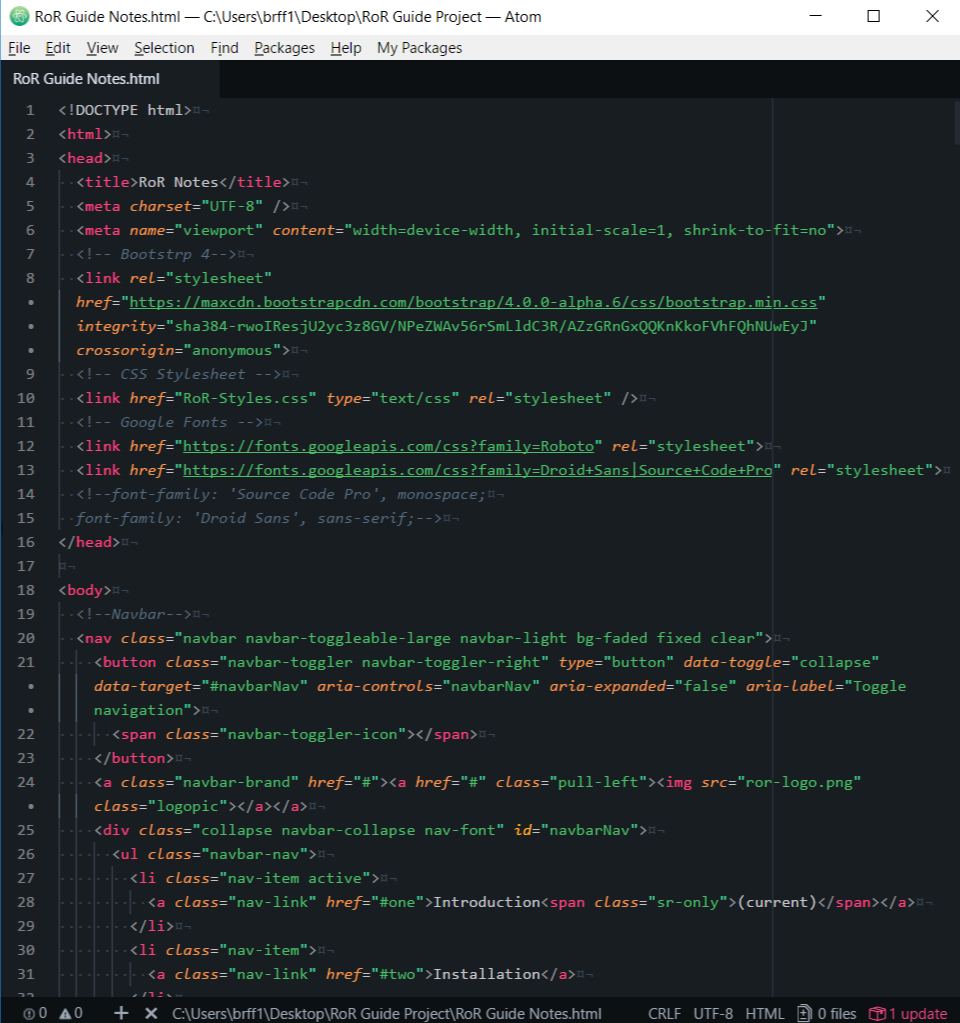 RoR Guide Notes.html — C:\Users\brff1\Desktop\RoR Guide Project — Atom
File Edit View Selection Find Packages Help My Packages
RoR Guide Notes.html
1 <!DOCTYPE html>¤¬
2 <html>¤¬
3 <head>¤¬
4 ··<title>RoR Notes</title>¤¬
5 ··<meta charset="UTF-8" />¤¬
6 ··<meta name="viewport" content="width=device-width, initial-scale=1, shrink-to-fit=no">¤¬
7 ··<!-- Bootstrp 4-->¤¬
8 ··<link rel="stylesheet"
• href="https://maxcdn.bootstrapcdn.com/bootstrap/4.0.0-alpha.6/css/bootstrap.min.css"
• integrity="sha384-rwoIResjU2yc3z8GV/NPeZWAv56rSmLldC3R/AZzGRnGxQQKnKkoFVhFQhNUwEyJ"
• crossorigin="anonymous">¤¬
9 ··<!-- CSS Stylesheet -->¤¬
10 ··<link href="RoR-Styles.css" type="text/css" rel="stylesheet" />¤¬
11 ··<!-- Google Fonts -->¤¬
12 ··<link href="https://fonts.googleapis.com/css?family=Roboto" rel="stylesheet">¤¬
13 ··<link href="https://fonts.googleapis.com/css?family=Droid+Sans|Source+Code+Pro" rel="stylesheet">¤
14 ··<!--font-family: 'Source Code Pro', monospace;¤¬
15 ··font-family: 'Droid Sans', sans-serif;-->¤¬
16 </head>¤¬
17 ¤¬
18 <body>¤¬
19 ··<!--Navbar-->¤¬
20 ··<nav class="navbar navbar-toggleable-large navbar-light bg-faded fixed clear">¤¬
21 ····<button class="navbar-toggler navbar-toggler-right" type="button" data-toggle="collapse"
• data-target="#navbarNav" aria-controls="navbarNav" aria-expanded="false" aria-label="Toggle
• navigation">¤¬
22 ······<span class="navbar-toggler-icon"></span>¤¬
23 ····</button>¤¬
24 ····<a class="navbar-brand" href="#"><a href="#" class="pull-left"><img src="ror-logo.png"
• class="logopic"></a></a>¤¬
25 ····<div class="collapse navbar-collapse nav-font" id="navbarNav">¤¬
26 ······<ul class="navbar-nav">¤¬
27 ········<li class="nav-item active">¤¬
28 ··········<a class="nav-link" href="#one">Introduction<span class="sr-only">(current)</span></a>¤¬
29 ········</li>¤¬
30 ········<li class="nav-item">¤¬
31 ··········<a class="nav-link" href="#two">Installation</a>¤¬
32 ········</li>¤¬
0 0 + × C:\Users\brff1\Desktop\RoR Guide Project\RoR Guide Notes.html CRLF UTF-8 HTML 0 files 1 update